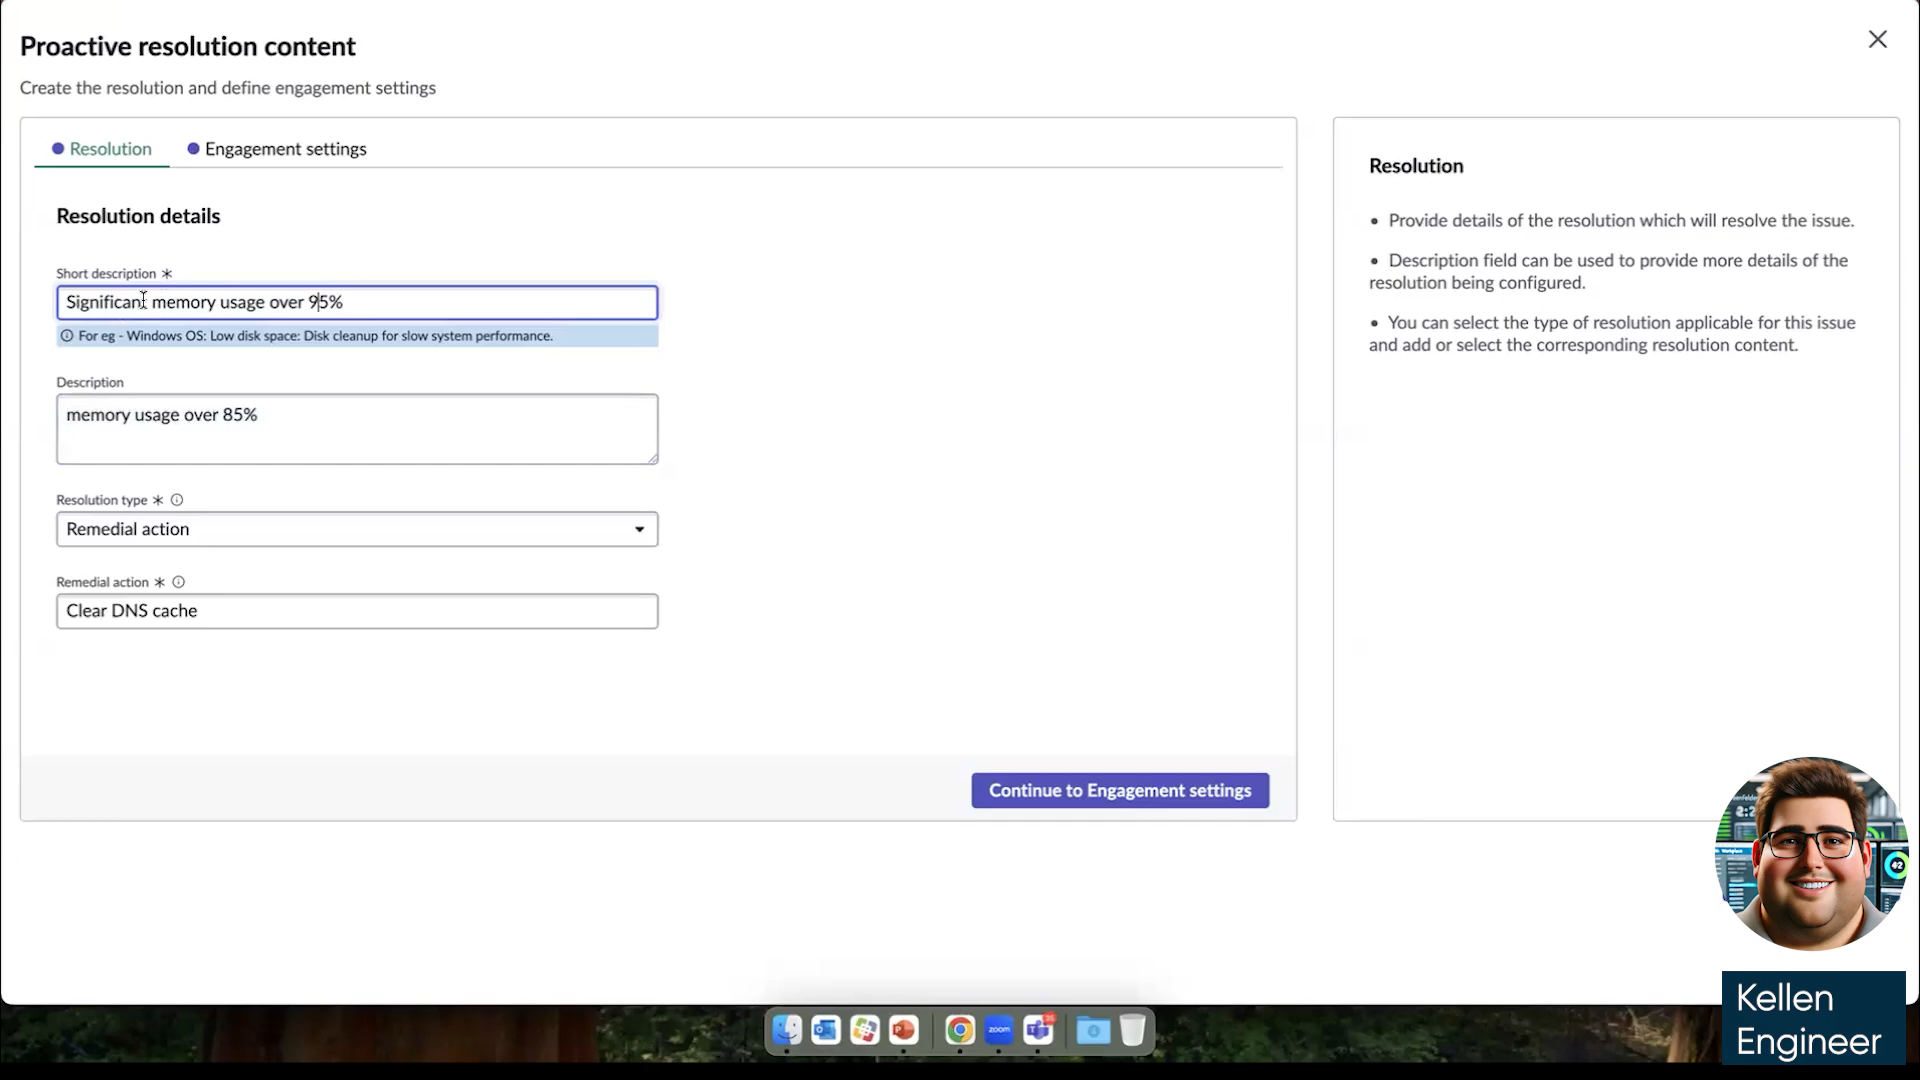 Proactive resolution content
Create the resolution and define engagement settings
Resolution
Engagement settings
Resolution details
Short description *
Significant memory usage over 95%
For eg - Windows OS: Low disk space: Disk cleanup for slow system performance.
Description
memory usage over 85%
Resolution type *
Remedial action
Remedial action *
Clear DNS cache
Continue to Engagement settings
Resolution
• Provide details of the resolution which will resolve the issue.
• Description field can be used to provide more details of the
resolution being configured.
• You can select the type of resolution applicable for this issue
and add or select the corresponding resolution content.
zoom
Kellen
Engineer